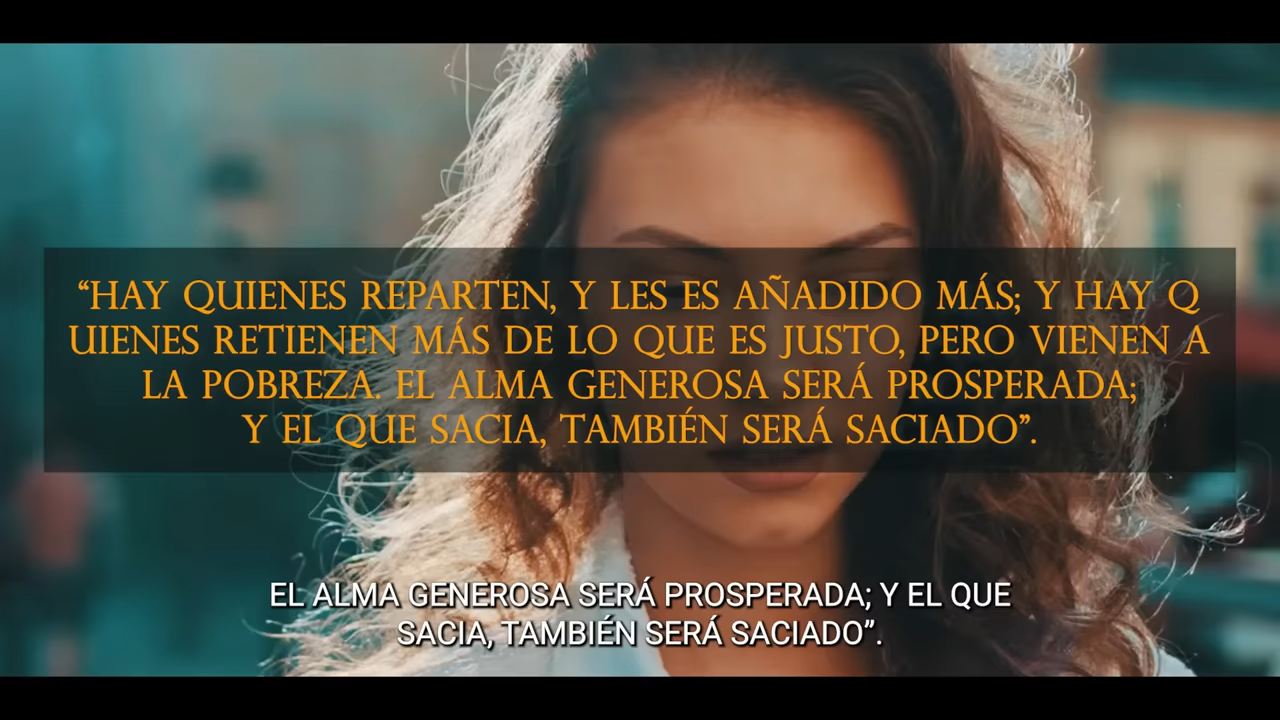 “HAY QUIENES REPARTEN, Y LES ES AÑADIDO MÁS; Y HAY Q
UIENES RETIENEN MÁS DE LO QUE ES JUSTO, PERO VIENEN A
LA POBREZA. EL ALMA GENEROSA SERÁ PROSPERADA;
Y EL QUE SACIA, TAMBIÉN SERÁ SACIADO”.
EL ALMA GENEROSA SERÁ PROSPERADA; Y EL QUE
SACIA, TAMBIÉN SERÁ SACIADO”.